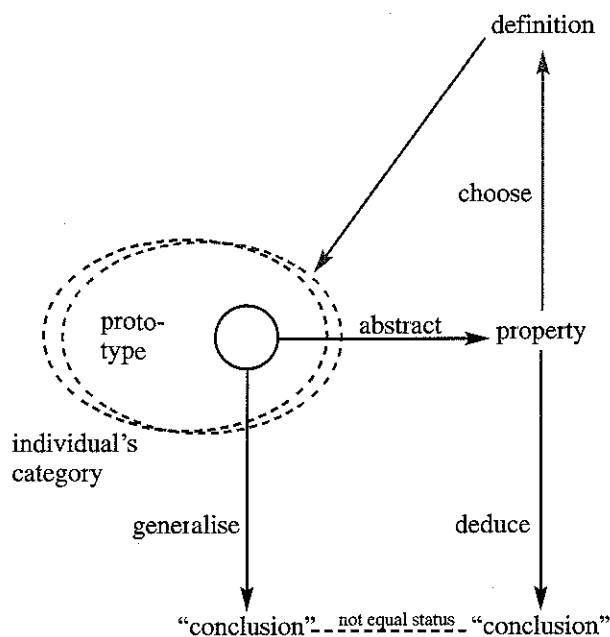 definition
choose
proto-
type
abstract
property
individual's
category
generalise
deduce
"conclusion" not equal status "conclusion"